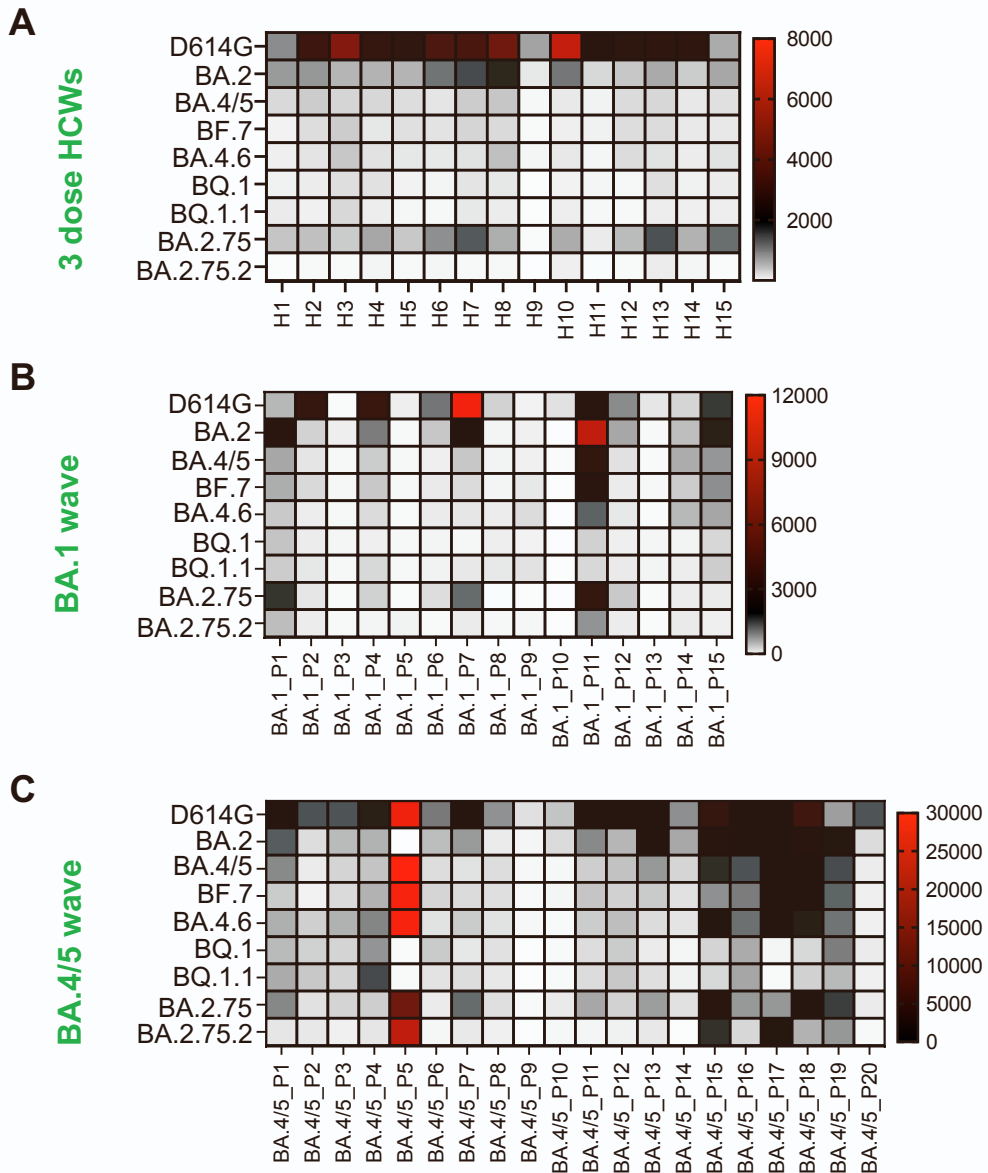 A
3 dose HCWs
D614G
BA.2
BA.4/5
BF.7
BA.4.6
BQ.1
BQ.1.1
BA.2.75
BA.2.75.2
H1 H2 H3 H4 H5 H6 H7 H8 H9 H10 H11 H12 H13 H14 H15
8000
6000
4000
2000
B
BA.1 wave
D614G
BA.2
BA.4/5
BF.7
BA.4.6
BQ.1
BQ.1.1
BA.2.75
BA.2.75.2
BA.1_P1 BA.1_P2 BA.1_P3 BA.1_P4 BA.1_P5 BA.1_P6 BA.1_P7 BA.1_P8 BA.1_P9 BA.1_P10 BA.1_P11 BA.1_P12 BA.1_P13 BA.1_P14 BA.1_P15
12000
9000
6000
3000
0
C
BA.4/5 wave
D614G
BA.2
BA.4/5
BF.7
BA.4.6
BQ.1
BQ.1.1
BA.2.75
BA.2.75.2
BA.4/5_P1 BA.4/5_P2 BA.4/5_P3 BA.4/5_P4 BA.4/5_P5 BA.4/5_P6 BA.4/5_P7 BA.4/5_P8 BA.4/5_P9 BA.4/5_P10 BA.4/5_P11 BA.4/5_P12 BA.4/5_P13 BA.4/5_P14 BA.4/5_P15 BA.4/5_P16 BA.4/5_P17 BA.4/5_P18 BA.4/5_P19 BA.4/5_P20
30000
25000
20000
15000
10000
5000
0